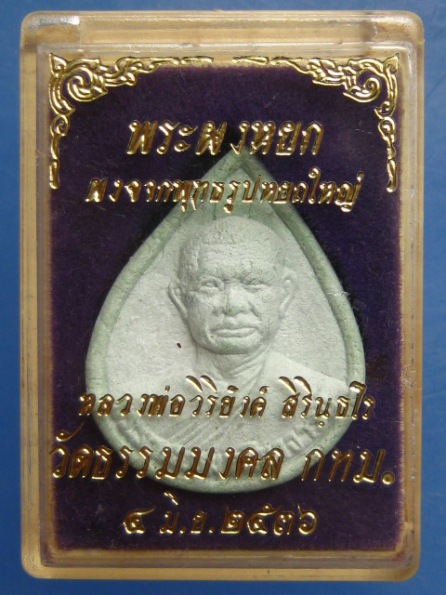 พระผงหยก
ผงจากพุทธรูปหยกใหญ่
หลวงพ่อวิริยังค์ สิรินฺธโร
วัดธรรมมงคล กทม.
๔ มิ.ย. ๒๕๓๖